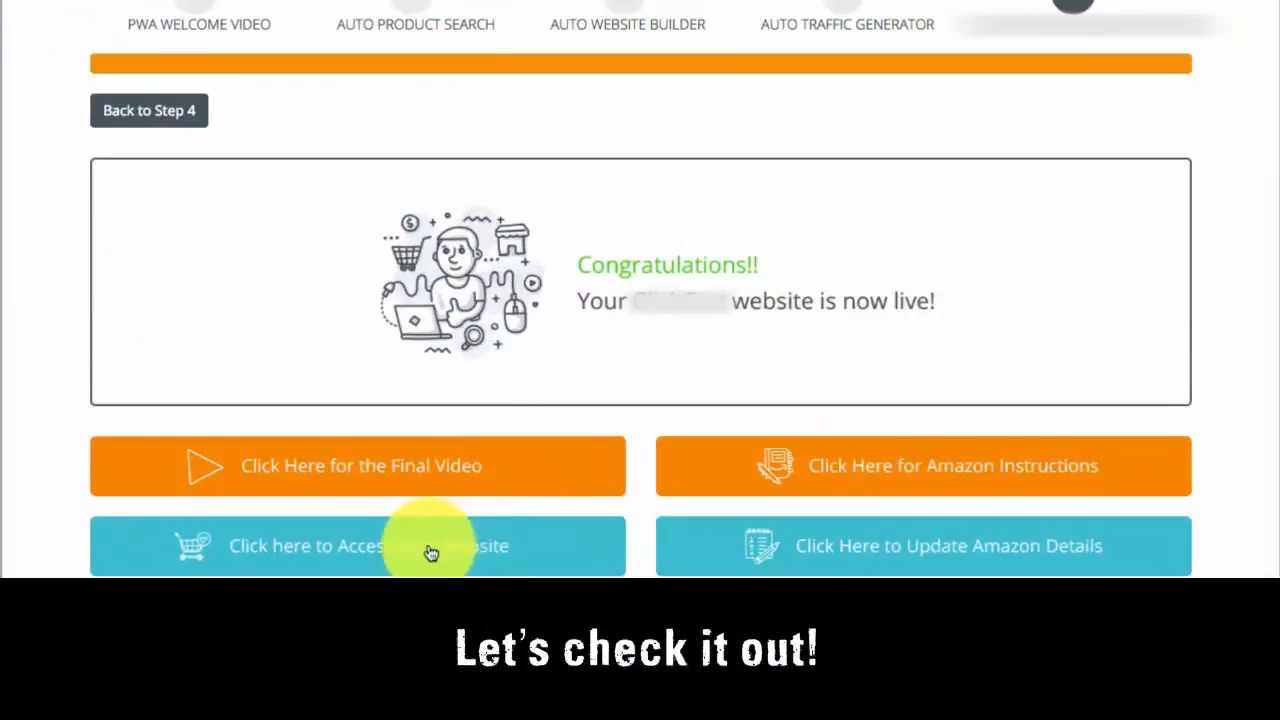 PWA WELCOME VIDEO
AUTO PRODUCT SEARCH
AUTO WEBSITE BUILDER
AUTO TRAFFIC GENERATOR
Back to Step 4
Congratulations!!
Your website is now live!
Click Here for the Final Video
Click Here for Amazon Instructions
Click here to
Click Here to Update Amazon Details
Let's check it out!